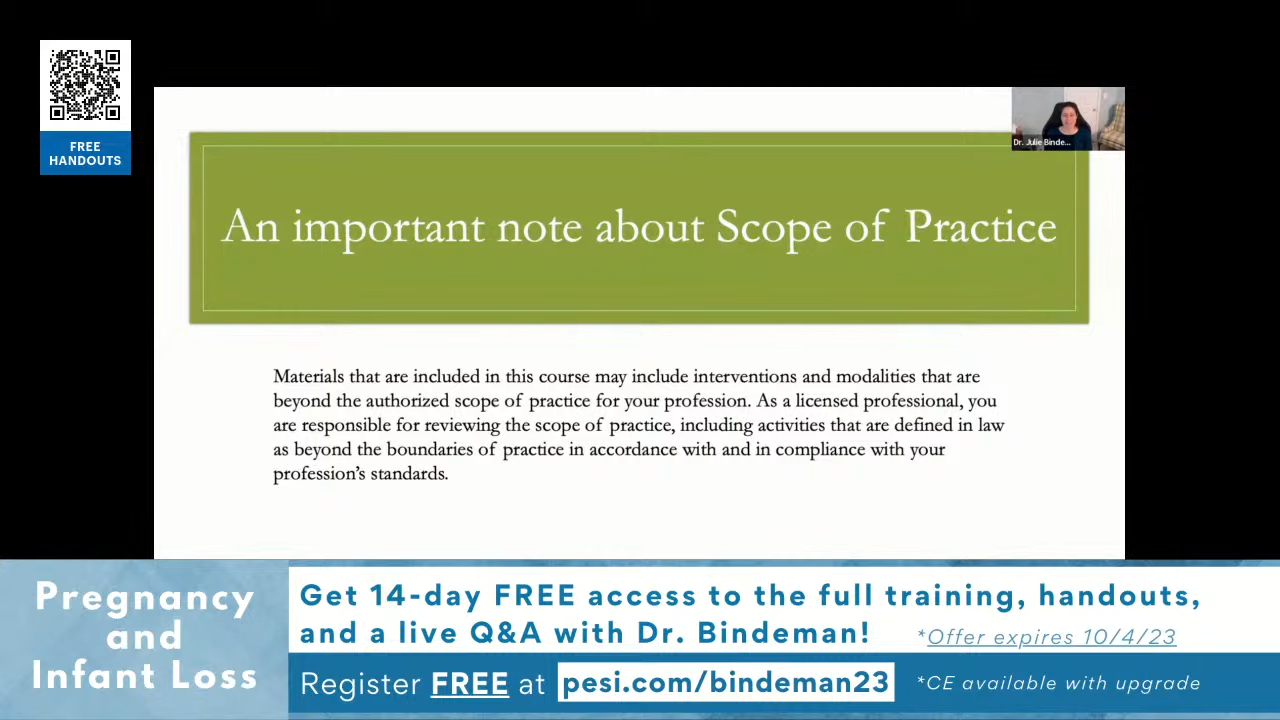 FREE
HANDOUTS
Dr. Julie Binde...
An important note about Scope of Practice
Materials that are included in this course may include interventions and modalities that are
beyond the authorized scope of practice for your profession. As a licensed professional, you
are responsible for reviewing the scope of practice, including activities that are defined in law
as beyond the boundaries of practice in accordance with and in compliance with your
profession's standards.
Pregnancy
and
Infant Loss
Get 14-day FREE access to the full training, handouts,
and a live Q&A with Dr. Bindeman!
*Offer expires 10/4/23
Register FREE at pesi.com/bindeman23
*CE available with upgrade